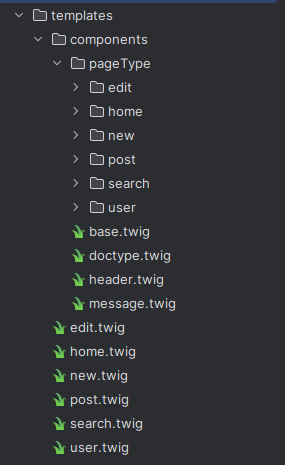 templates
components
pageType
edit
home
new
post
search
user
base.twig
doctype.twig
header.twig
message.twig
edit.twig
home.twig
new.twig
post.twig
search.twig
user.twig